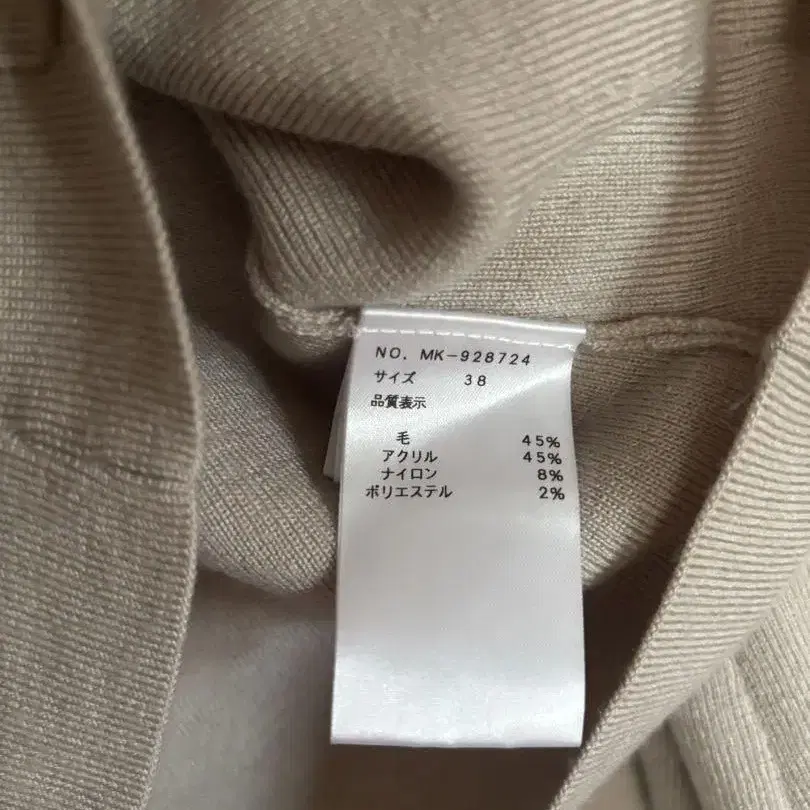 NO. MK-928724
サイズ 38
品質表示
毛 45%
アクリル 45%
ナイロン 8%
ポリエステル 2%